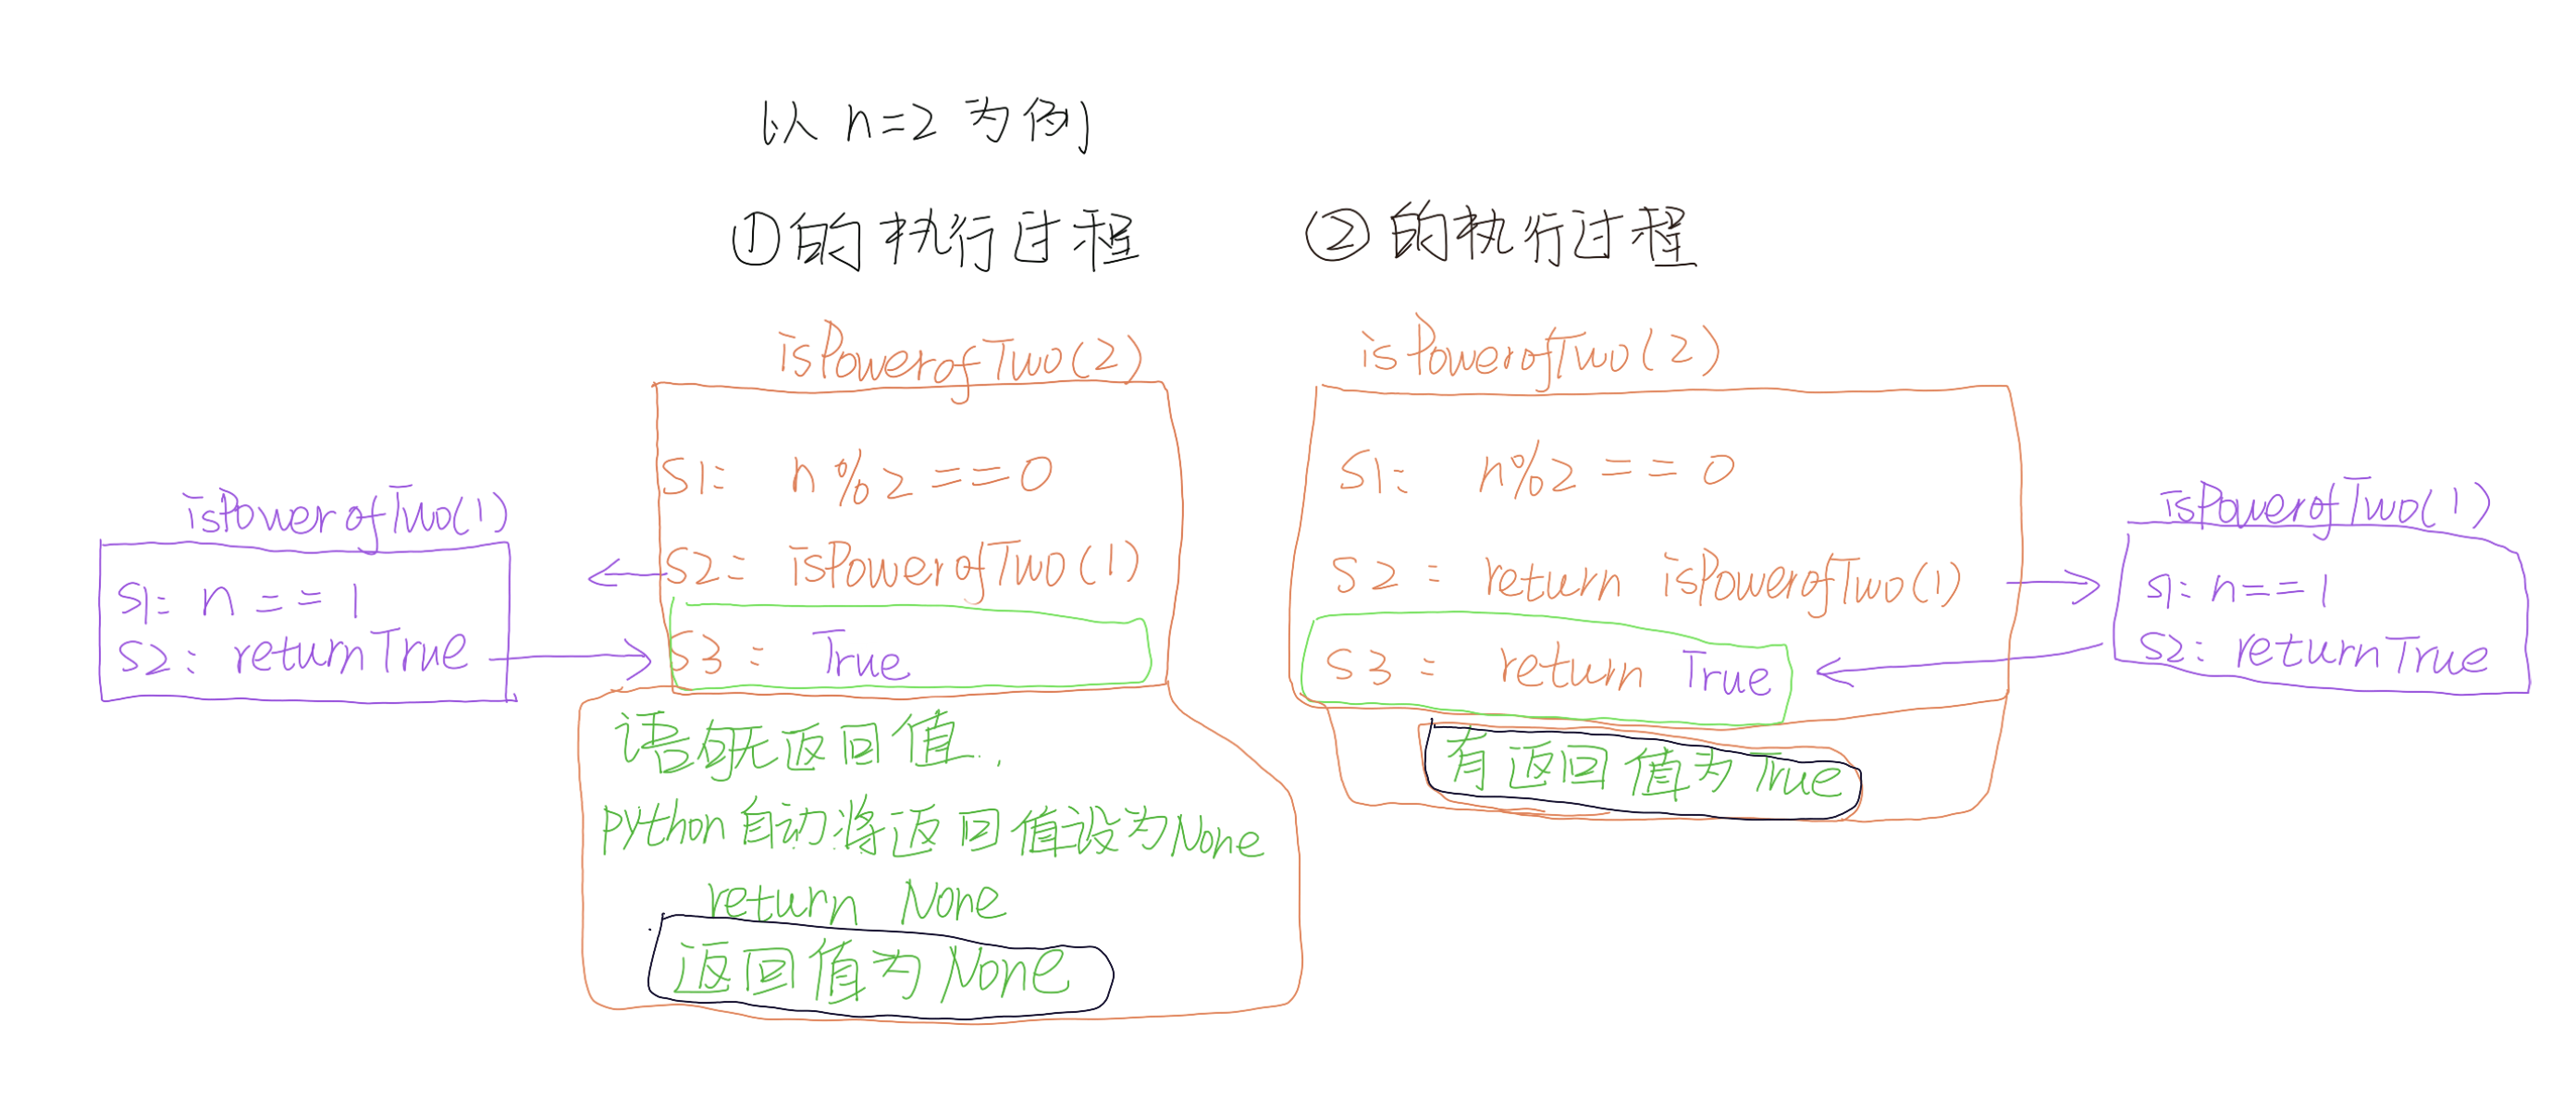 以 n=2 为例
①的执行过程
②的执行过程
isPowerofTwo(2)
S1: n%2==0
S2: isPowerofTwo(1)
S3: True
isPowerofTwo(1)
S1: n==1
S2: returnTrue
语句无返回值.
python自动将返回值设为None
return None
返回值为None
isPowerofTwo(2)
S1: n%2==0
S2: return isPowerofTwo(1)
S3: return True
isPowerofTwo(1)
S1: n==1
S2: returnTrue
有返回值为True